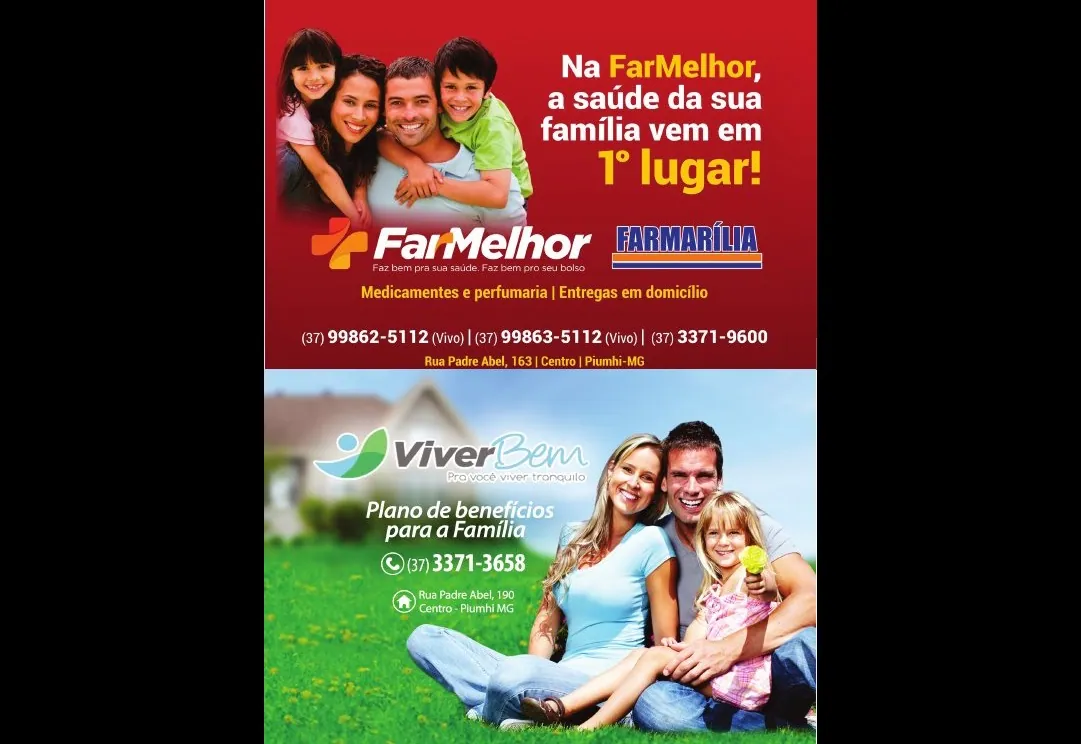 Na FarMelhor,
a saúde da sua
família vem em
1° lugar!
FarMelhor
Faz bem pra sua saúde. Faz bem pro seu bolso
FARMARÍLIA
Medicamentes e perfumaria | Entregas em domicílio
(37) 99862-5112 (Vivo) | (37) 99863-5112 (Vivo) | (37) 3371-9600
Rua Padre Abel, 163 | Centro | Piumhi-MG
ViverBem
Pra você viver tranquilo
Plano de benefícios
para a Família
(37) 3371-3658
Rua Padre Abel, 190
Centro - Piumhi MG